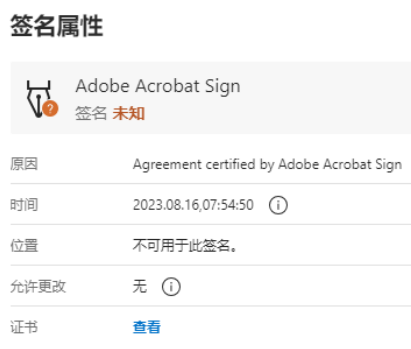 签名属性
Adobe Acrobat Sign
签名 未知
原因 Agreement certified by Adobe Acrobat Sign
时间 2023.08.16,07:54:50
位置 不可用于此签名。
允许更改 无
证书 查看